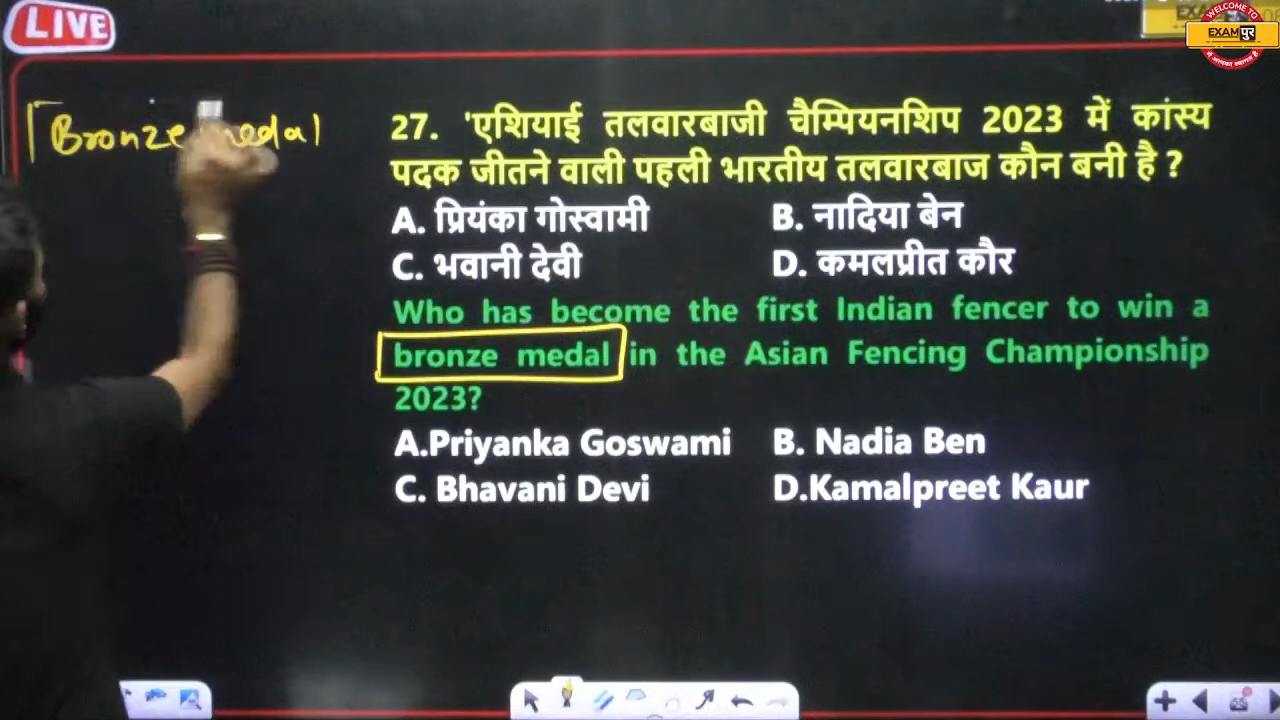 LIVE
WELCOME TO
EXAMपुर
Bronze medal
27. 'एशियाई तलवारबाजी चैम्पियनशिप 2023 में कांस्य
पदक जीतने वाली पहली भारतीय तलवारबाज कौन बनी है ?
A. प्रियंका गोस्वामी B. नादिया बेन
C. भवानी देवी D. कमलप्रीत कौर
Who has become the first Indian fencer to win a
bronze medal in the Asian Fencing Championship
2023?
A.Priyanka Goswami B. Nadia Ben
C. Bhavani Devi D.Kamalpreet Kaur